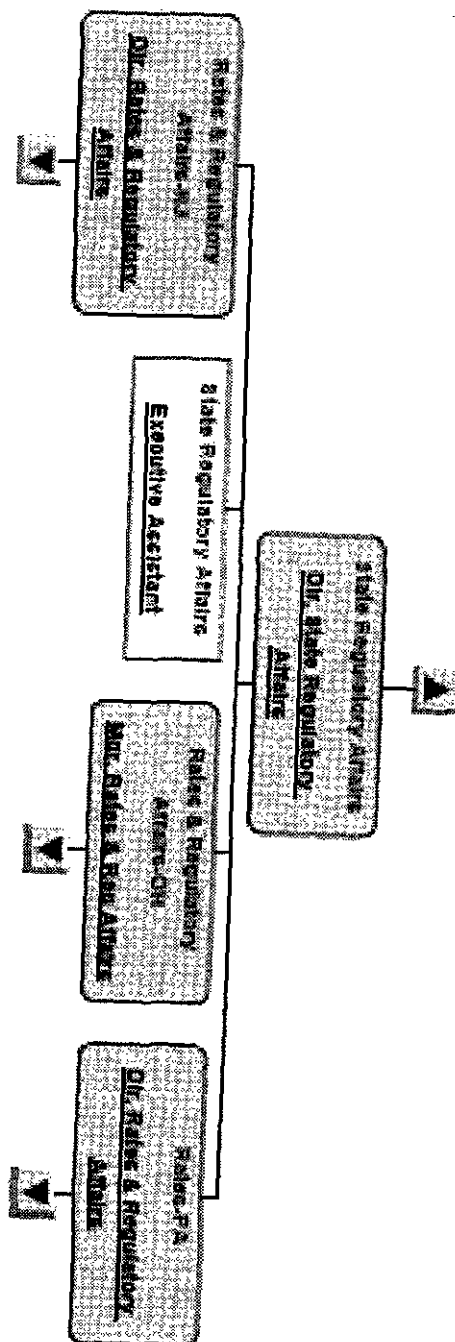 State Regulatory Affairs
Dir. State Regulatory
Affairs
Rates & Regulatory
Affairs-NJ
Dir. Rates & Regulatory
Affairs
State Regulatory Affairs
Executive Assistant
Rates & Regulatory
Affairs-OH
Mgr. Rates & Reg Affairs
Rates-PA
Dir. Rates & Regulatory
Affairs